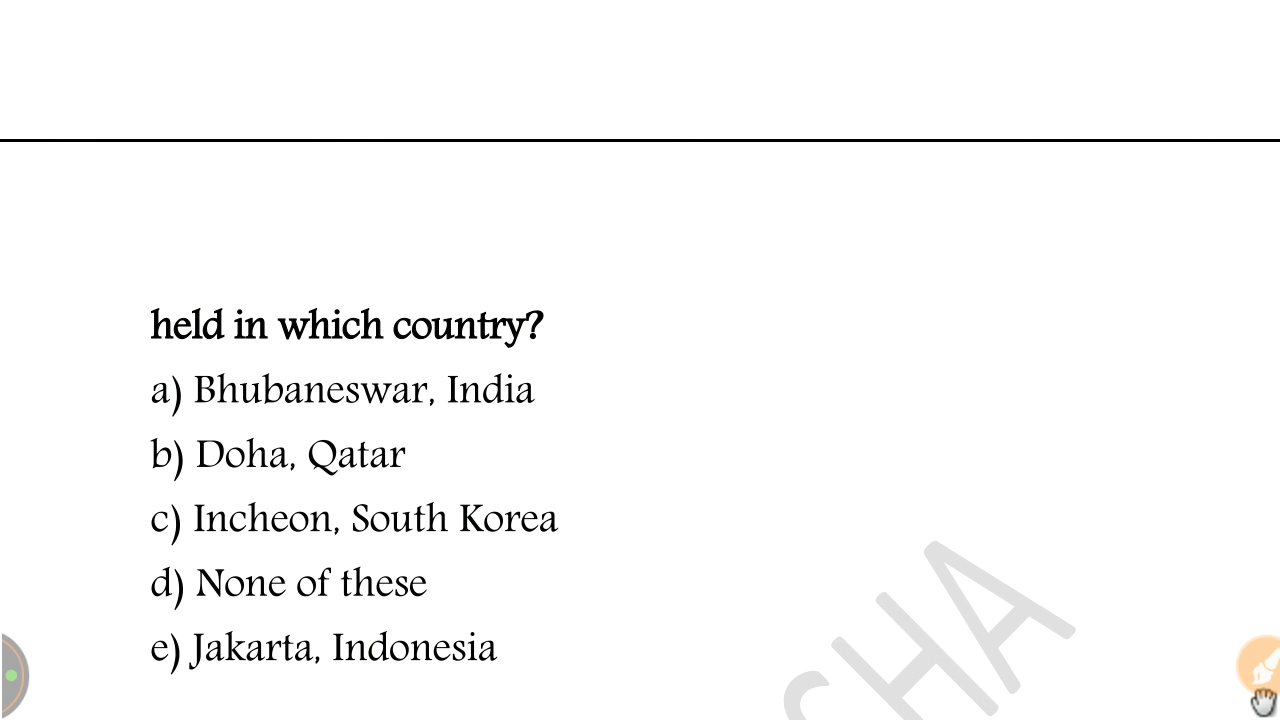 held in which country?
a) Bhubaneswar, India
b) Doha, Qatar
c) Incheon, South Korea
d) None of these
e) Jakarta, Indonesia